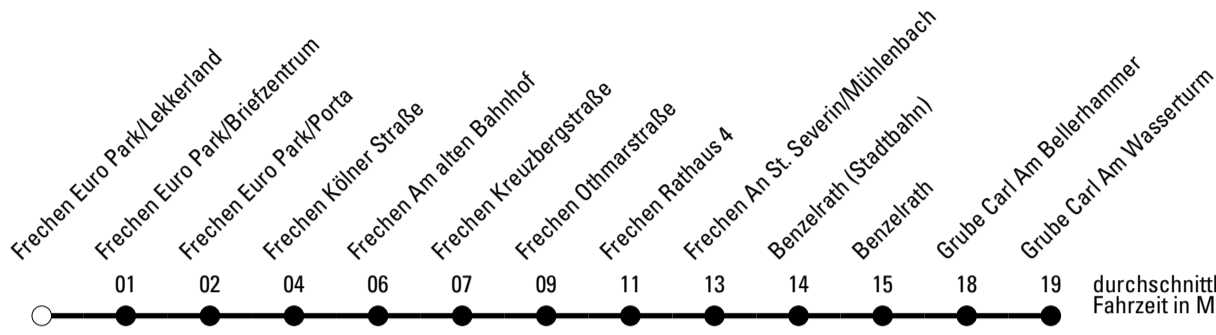 Frechen Euro Park/Lekkerland
Frechen Euro Park/Briefzentrum
Frechen Euro Park/Porta
Frechen Kölner Straße
Frechen Am alten Bahnhof
Frechen Kreuzbergstraße
Frechen Othmarstraße
Frechen Rathaus 4
Frechen An St. Severin/Mühlenbach
Benzelrath (Stadtbahn)
Benzelrath
Grube Carl Am Bellerhammer
Grube Carl Am Wasserturm
01 02 04 06 07 09 11 13 14 15 18 19
durchschnittl
Fahrzeit in M